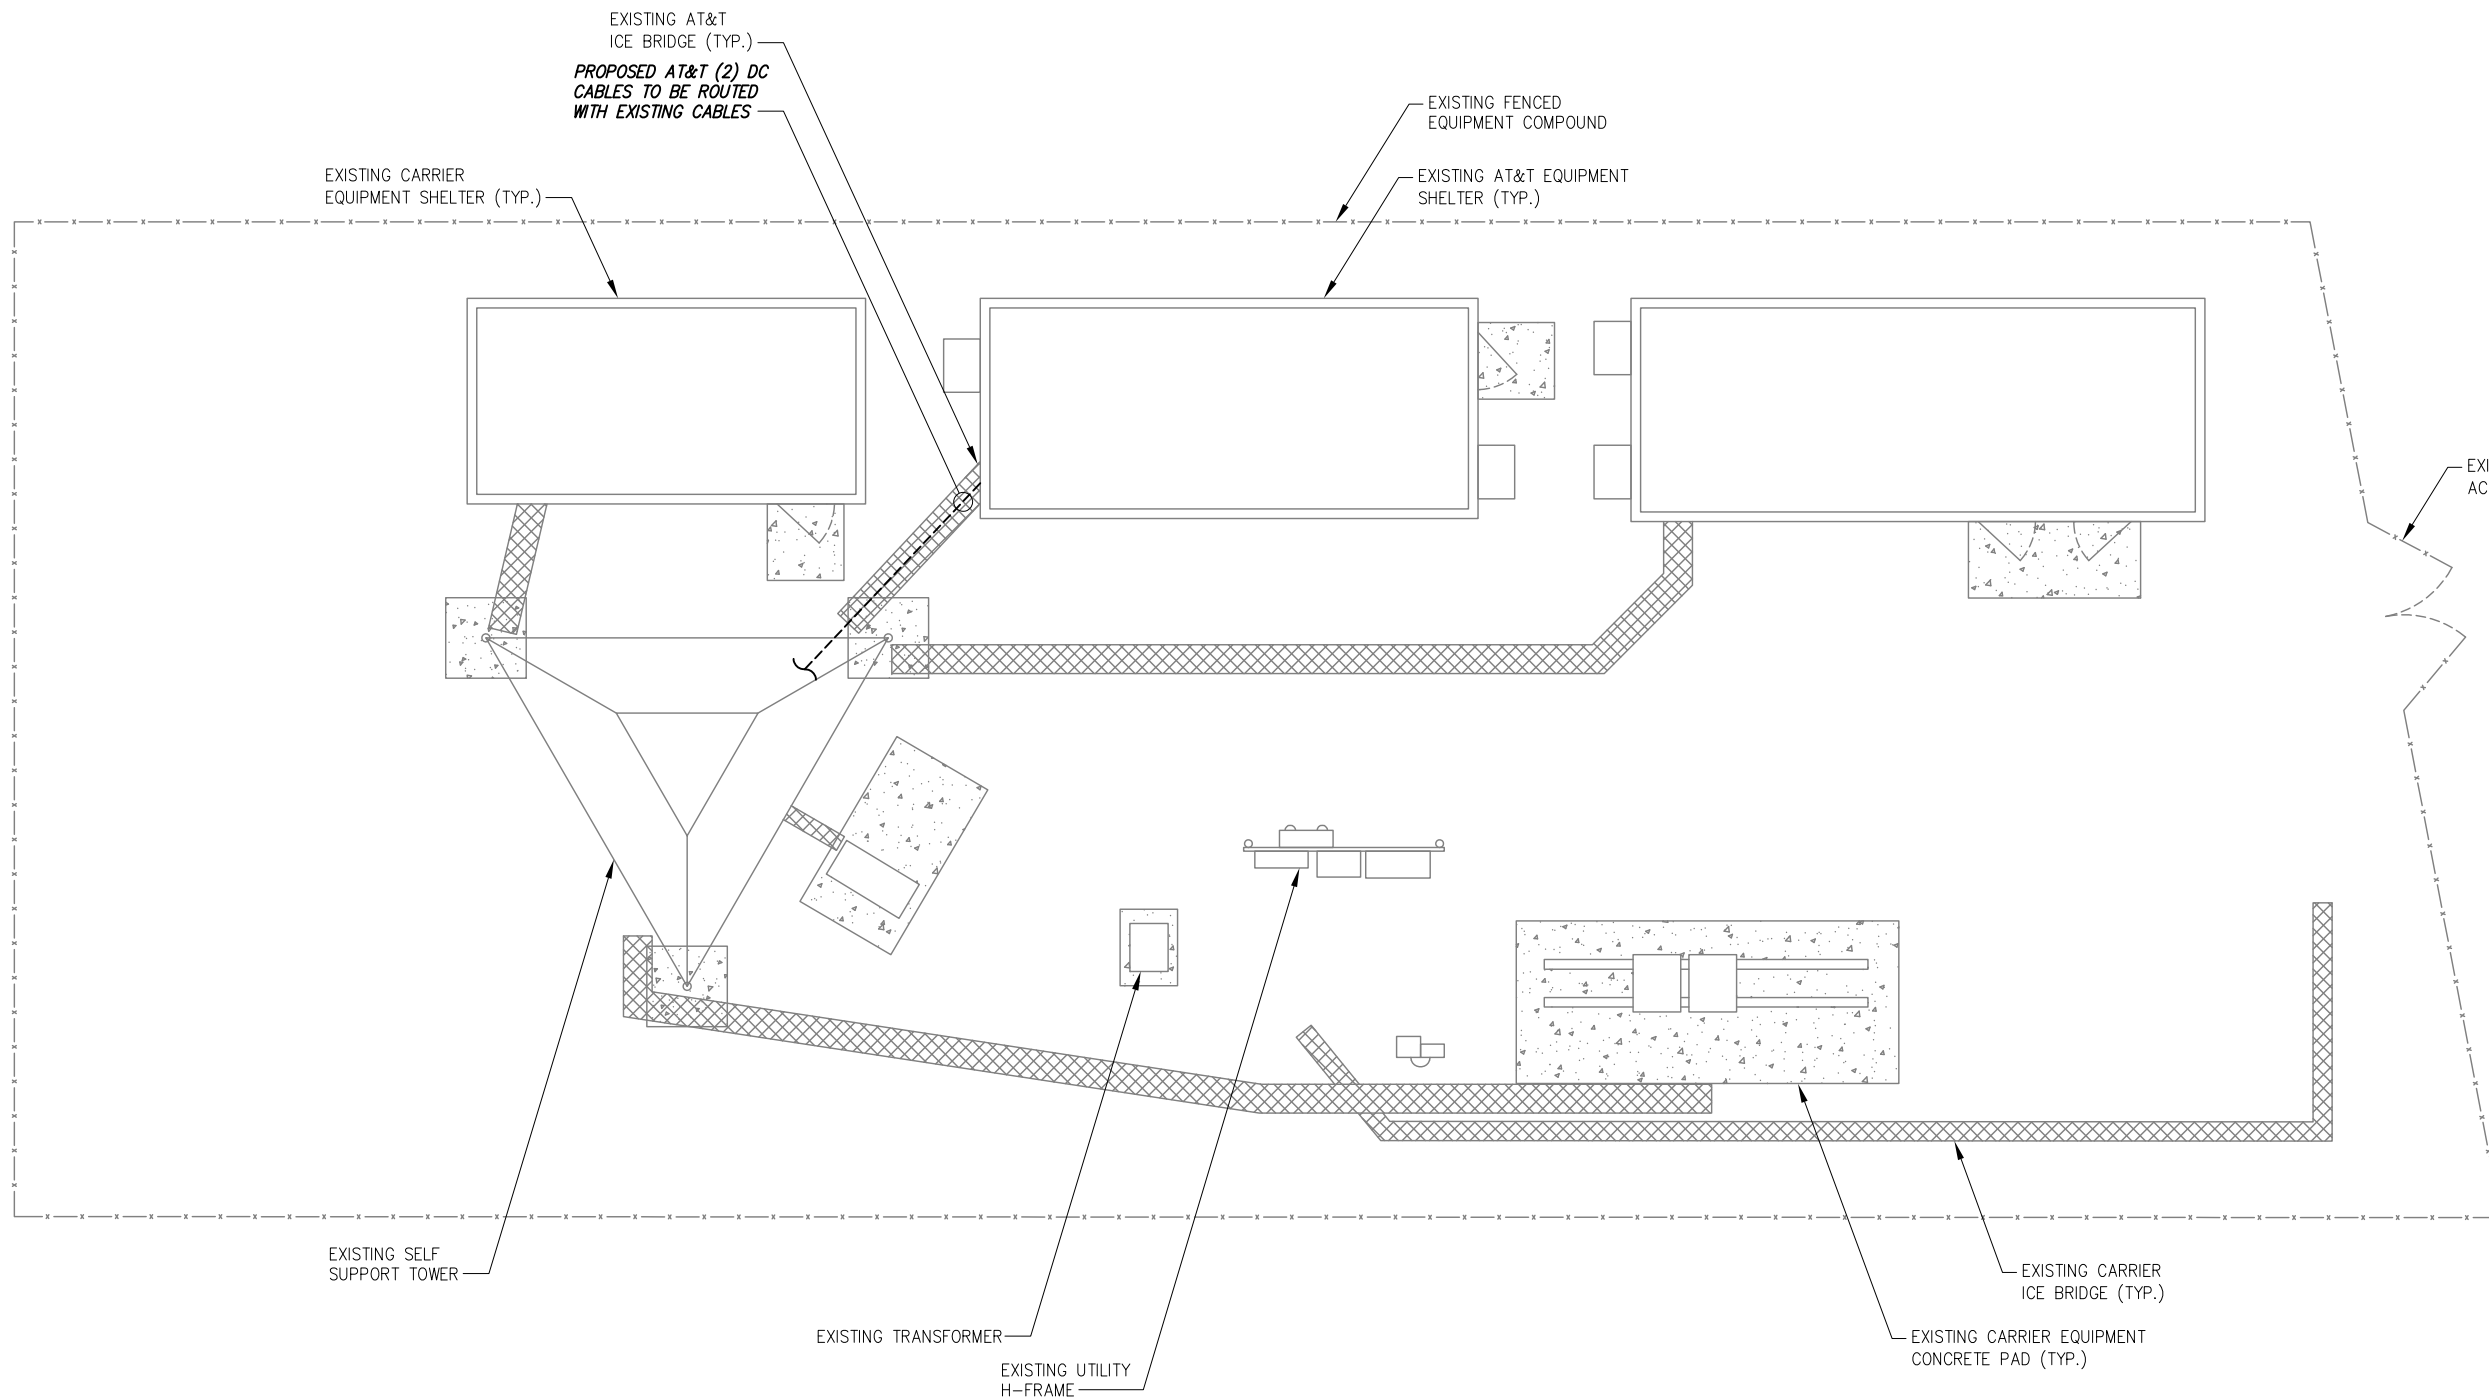 EXISTING AT&T
ICE BRIDGE (TYP.)
PROPOSED AT&T (2) DC
CABLES TO BE ROUTED
WITH EXISTING CABLES
EXISTING FENCED
EQUIPMENT COMPOUND
EXISTING CARRIER
EQUIPMENT SHELTER (TYP.)
EXISTING AT&T EQUIPMENT
SHELTER (TYP.)
EXI
AC
EXISTING SELF
SUPPORT TOWER
EXISTING CARRIER
ICE BRIDGE (TYP.)
EXISTING TRANSFORMER
EXISTING CARRIER EQUIPMENT
CONCRETE PAD (TYP.)
EXISTING UTILITY
H-FRAME